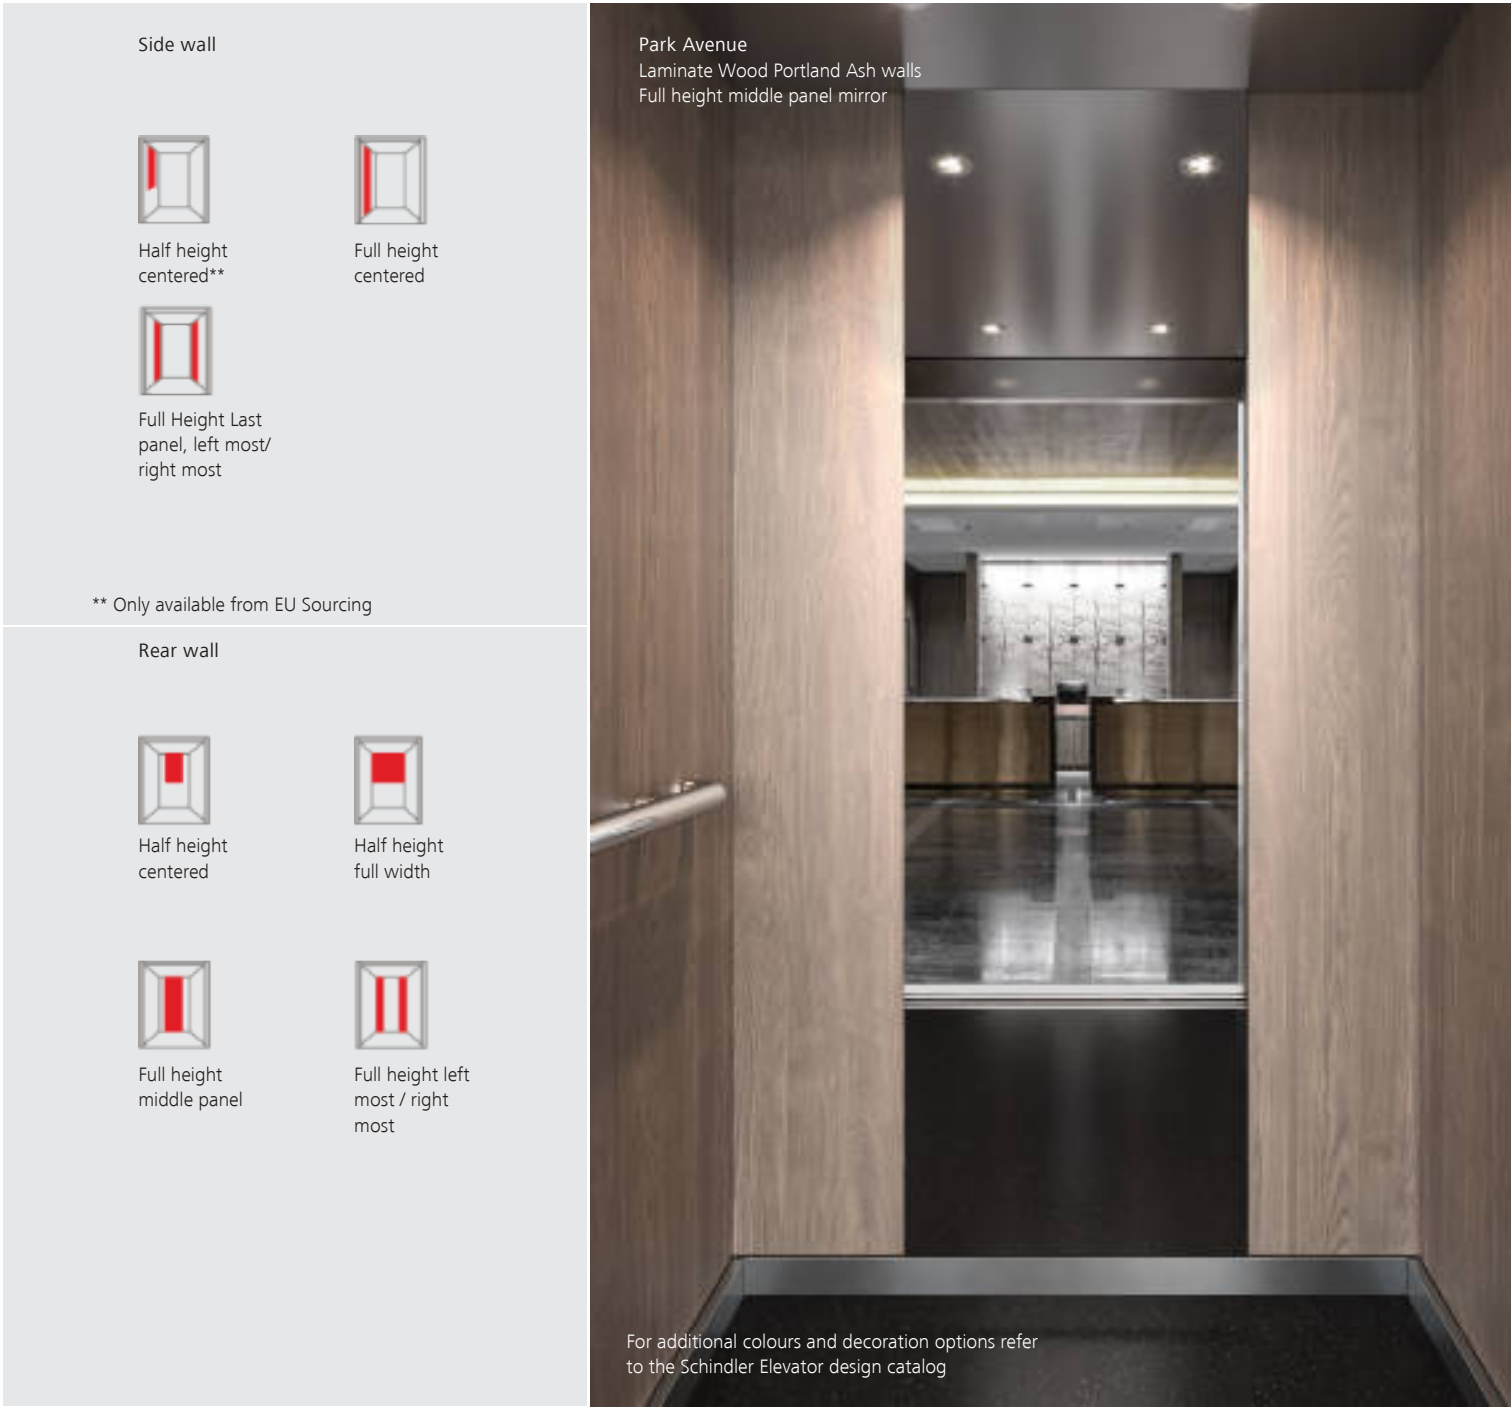 Side wall
Half height
centered**
Full height
centered
Full Height Last
panel, left most/
right most
** Only available from EU Sourcing
Rear wall
Half height
centered
Half height
full width
Full height
middle panel
Full height left
most / right
most
Park Avenue
Laminate Wood Portland Ash walls
Full height middle panel mirror
For additional colours and decoration options refer
to the Schindler Elevator design catalog